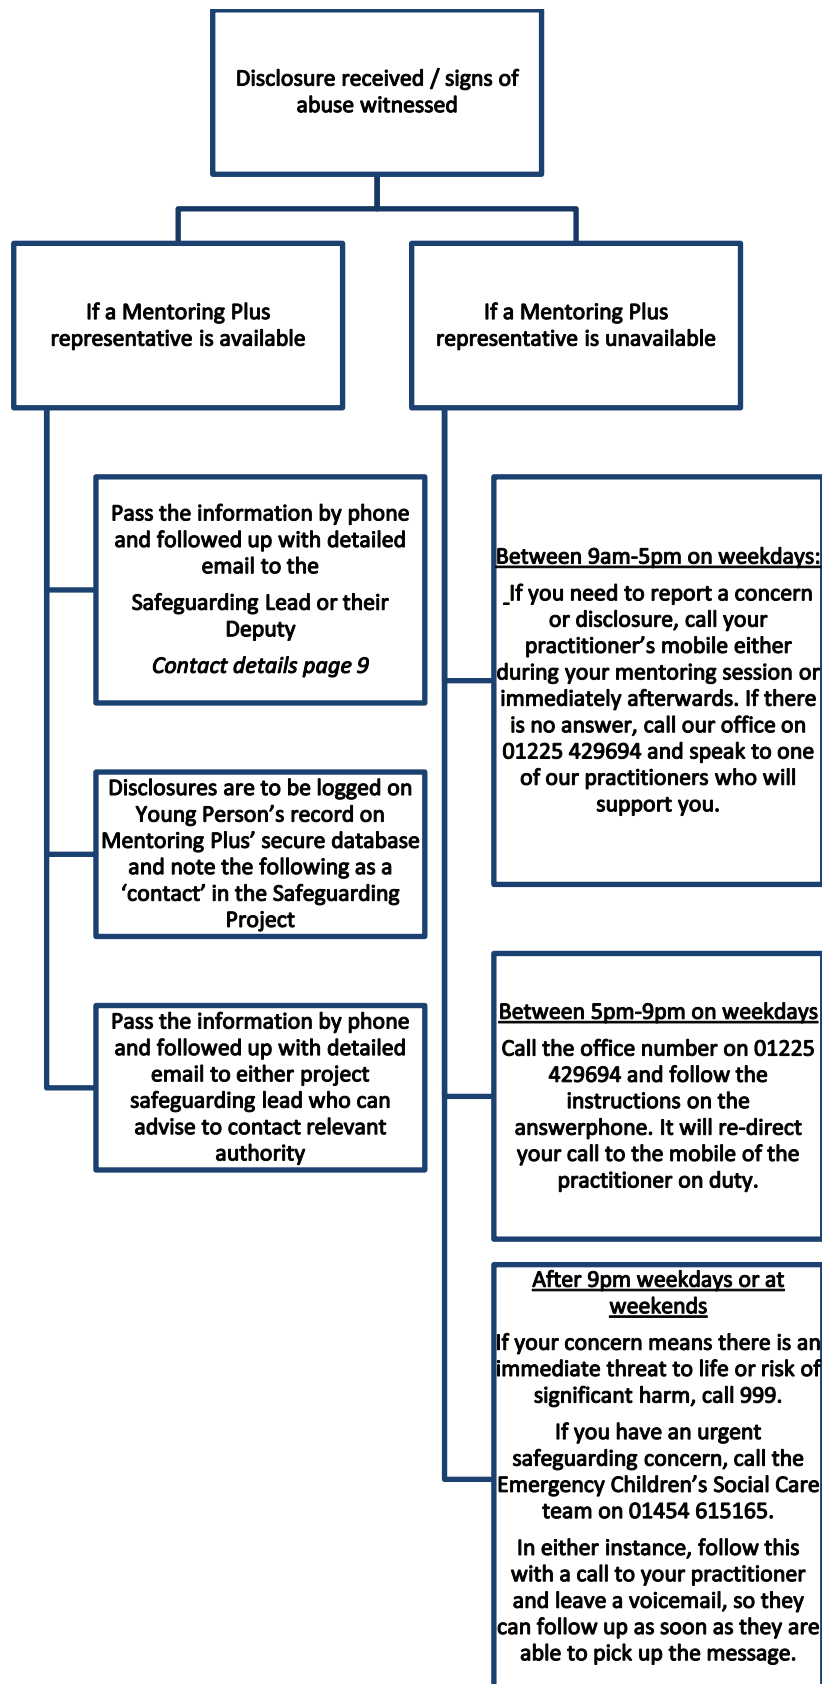 Disclosure received / signs of
abuse witnessed
If a Mentoring Plus
representative is available
If a Mentoring Plus
representative is unavailable
Pass the information by phone
and followed up with detailed
email to the
Safeguarding Lead or their
Deputy
Contact details page 9
Disclosures are to be logged on
Young Person’s record on
Mentoring Plus’ secure database
and note the following as a
‘contact’ in the Safeguarding
Project
Pass the information by phone
and followed up with detailed
email to either project
safeguarding lead who can
advise to contact relevant
authority
Between 9am-5pm on weekdays:
If you need to report a concern
or disclosure, call your
practitioner’s mobile either
during your mentoring session or
immediately afterwards. If there
is no answer, call our office on
01225 429694 and speak to one
of our practitioners who will
support you.
Between 5pm-9pm on weekdays
Call the office number on 01225
429694 and follow the
instructions on the
answerphone. It will re-direct
your call to the mobile of the
practitioner on duty.
After 9pm weekdays or at
weekends
If your concern means there is an
immediate threat to life or risk of
significant harm, call 999.
If you have an urgent
safeguarding concern, call the
Emergency Children’s Social Care
team on 01454 615165.
In either instance, follow this
with a call to your practitioner
and leave a voicemail, so they
can follow up as soon as they are
able to pick up the message.